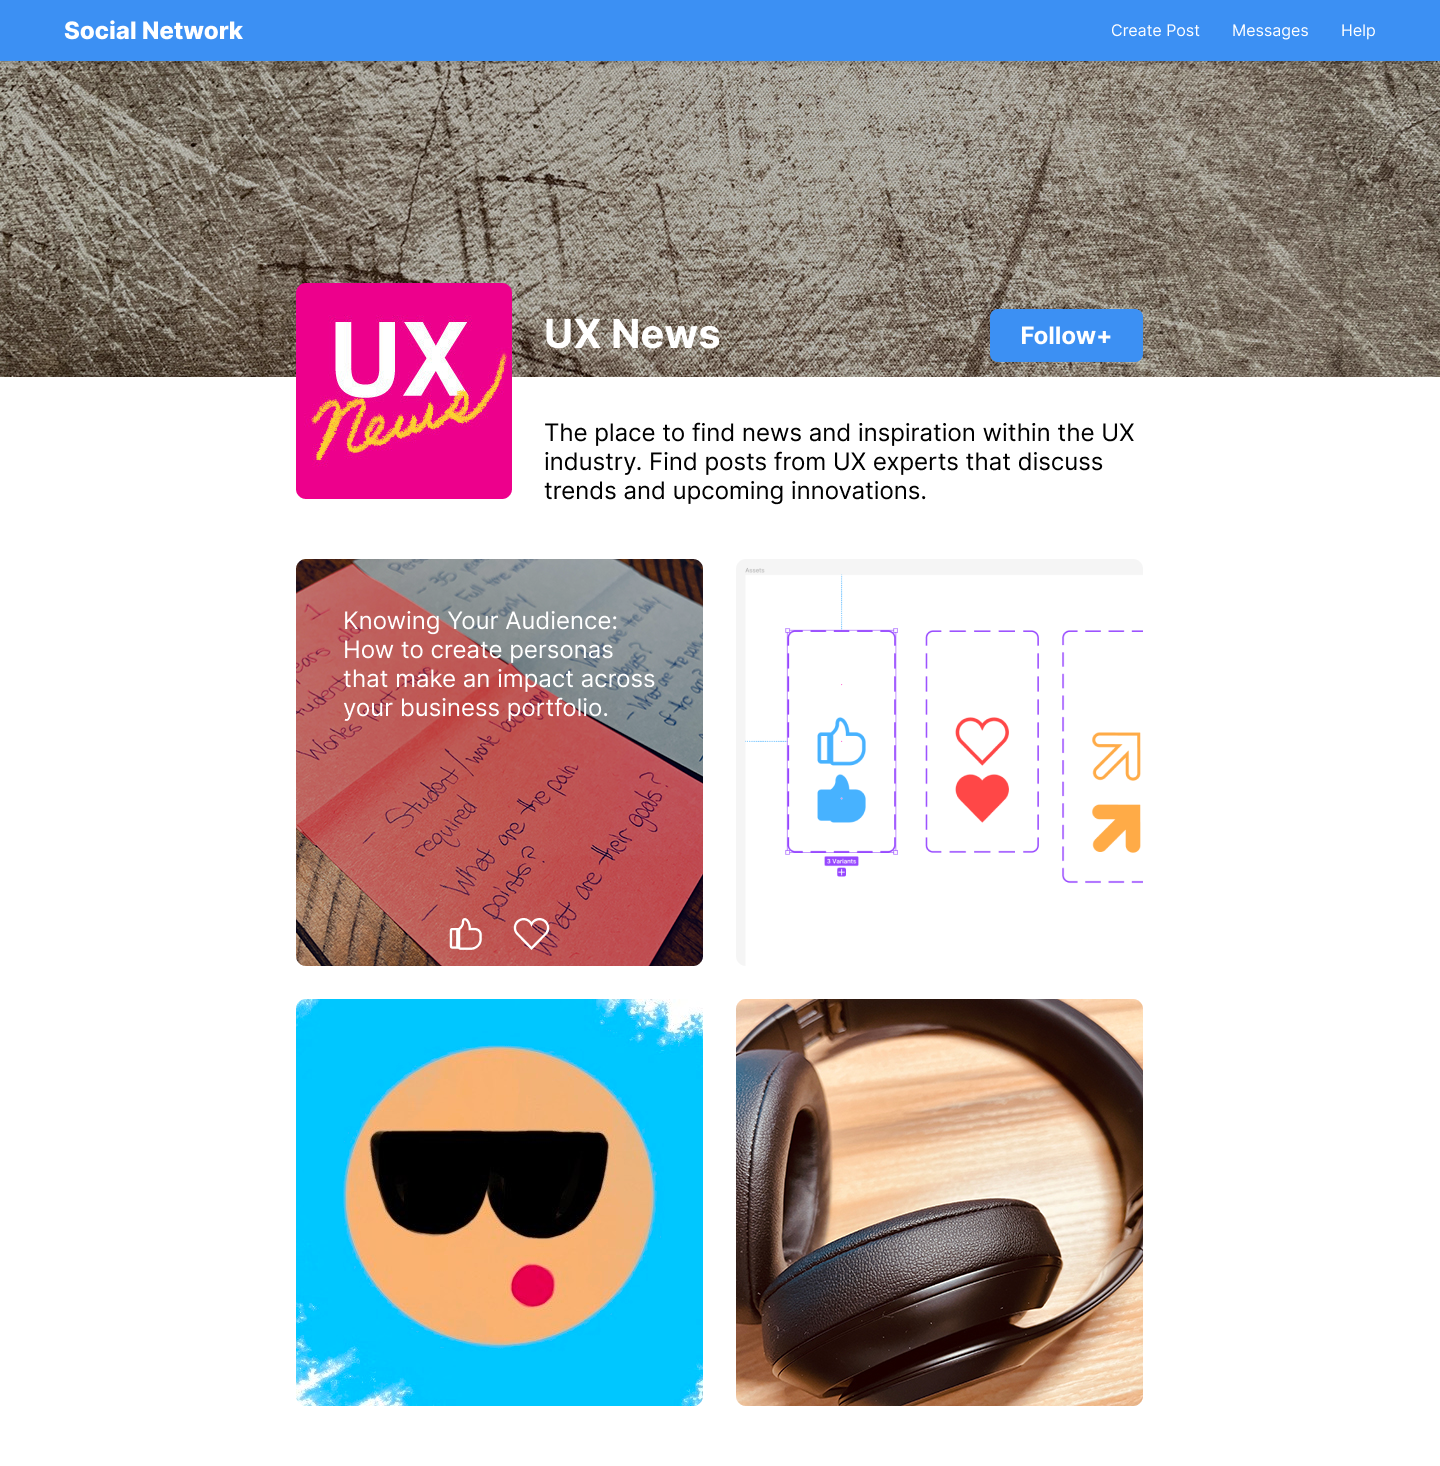 Social Network
Create Post
Messages
Help
UX
News
UX News
Follow+
The place to find news and inspiration within the UX
industry. Find posts from UX experts that discuss
trends and upcoming innovations.
Knowing Your Audience:
How to create personas
that make an impact across
your business portfolio.
1
Works
- Student/work
required
- What are the pain
points?
What are their goals?
Assets
3 Variants